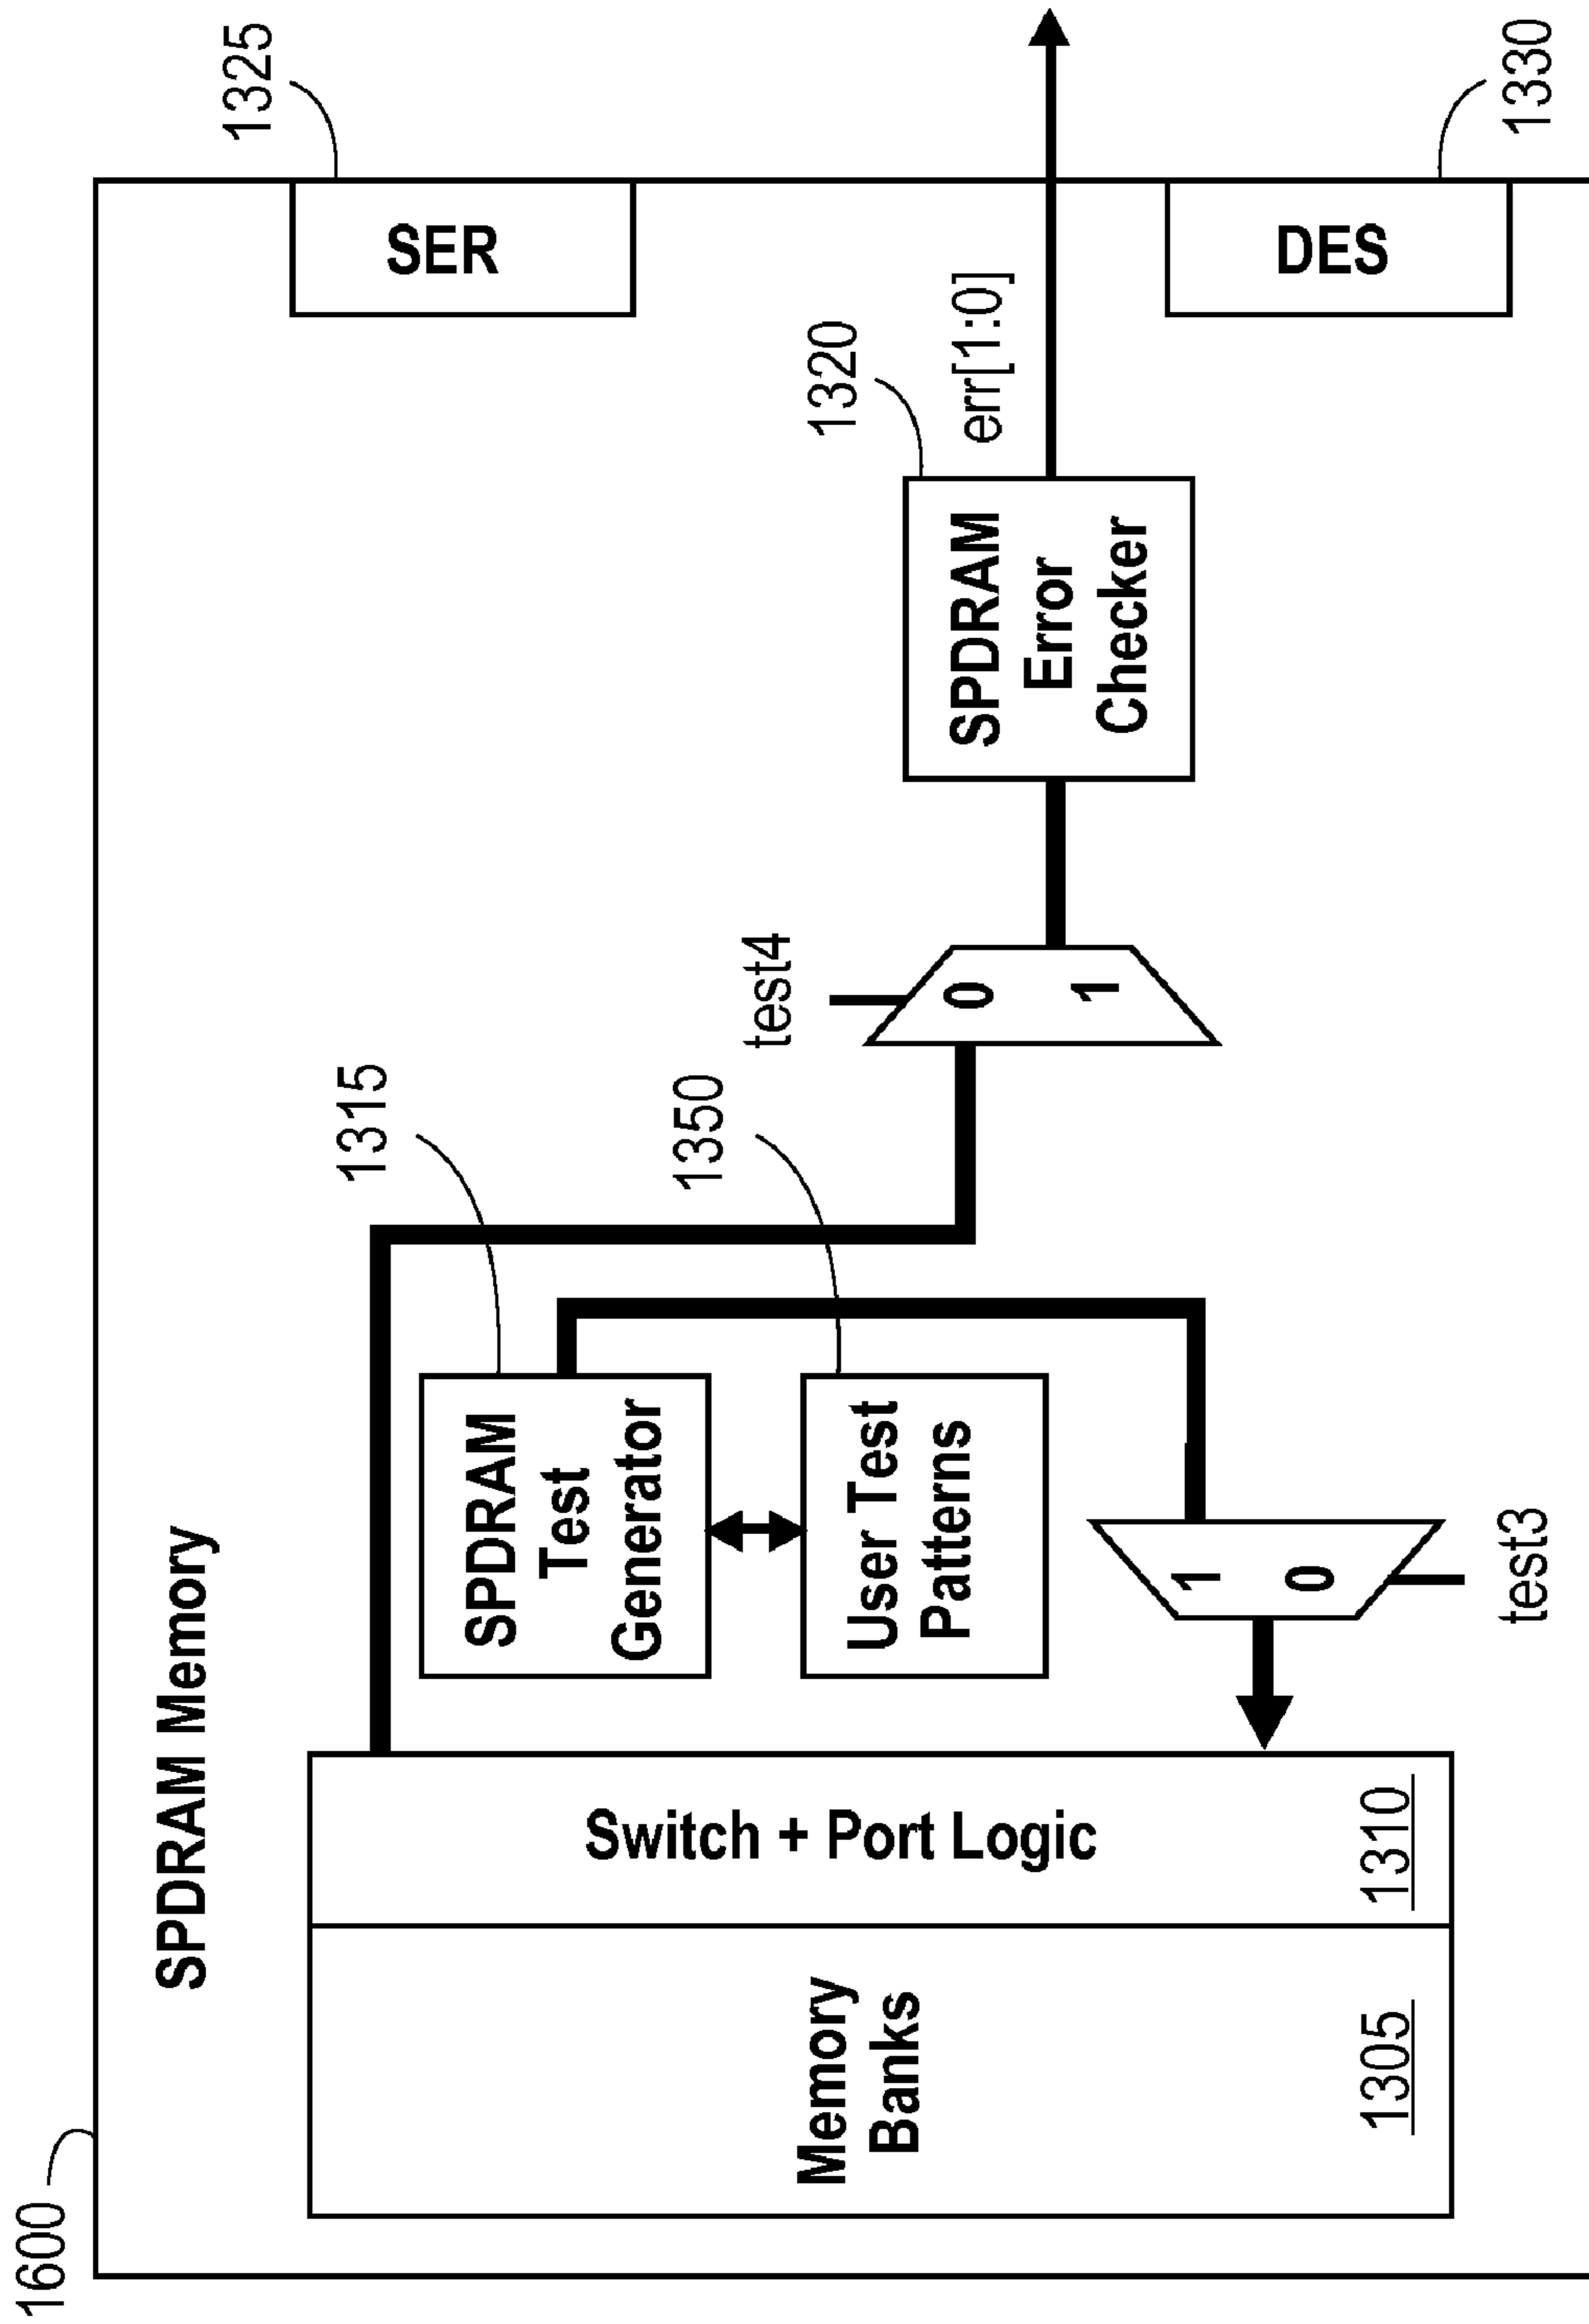 1600
SPDRAM Memory
Memory
Banks
1305
Switch + Port Logic
1310
SPDRAM
Test
Generator
1315
User Test
Patterns
1350
1
0
test3
test4
0
1
SPDRAM
Error
Checker
1320
err[1:0]
SER
1325
DES
1330